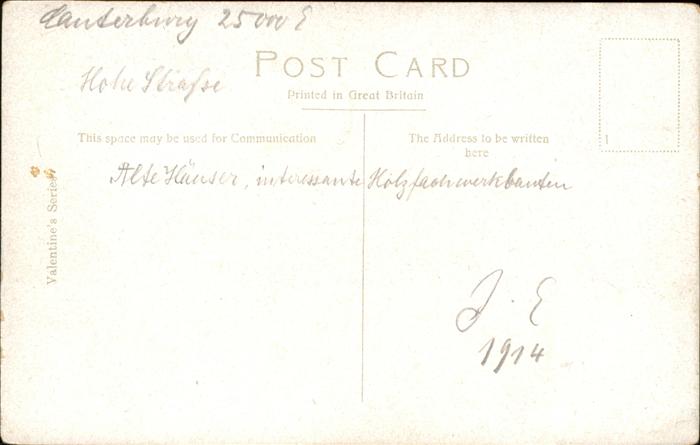 Canterbury 25000 E
Hohe Straße
POST CARD
Printed in Great Britain
This space may be used for Communication
The Address to be written
here
Alte Häuser, interessante Holzfachwerkbauten
Valentine's Series
J. E
1914